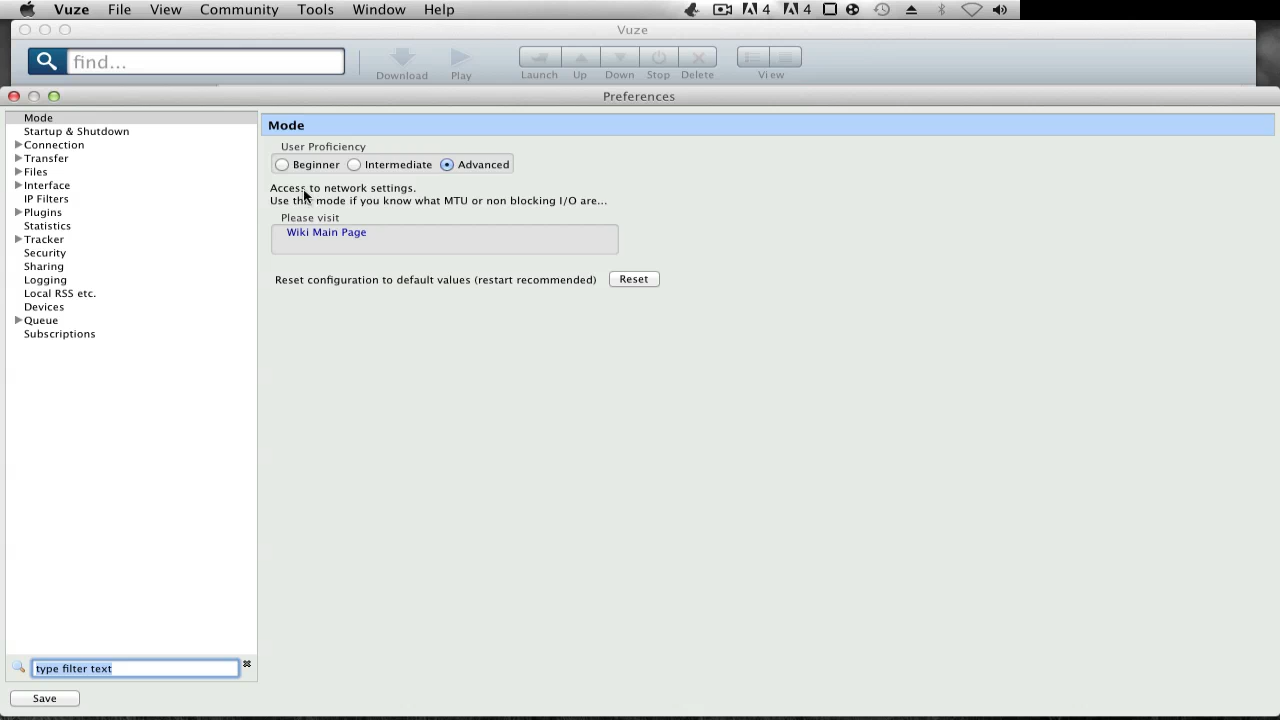 Vuze File View Community Tools Window Help 4 4
Vuze
find...
Download Play Launch Up Down Stop Delete View
Preferences
Mode
Startup & Shutdown
Connection
Transfer
Files
Interface
IP Filters
Plugins
Statistics
Tracker
Security
Sharing
Logging
Local RSS etc.
Devices
Queue
Subscriptions
type filter text
Save
Mode
User Proficiency
Beginner Intermediate Advanced
Access to network settings.
Use this mode if you know what MTU or non blocking I/O are...
Please visit
Wiki Main Page
Reset configuration to default values (restart recommended) Reset